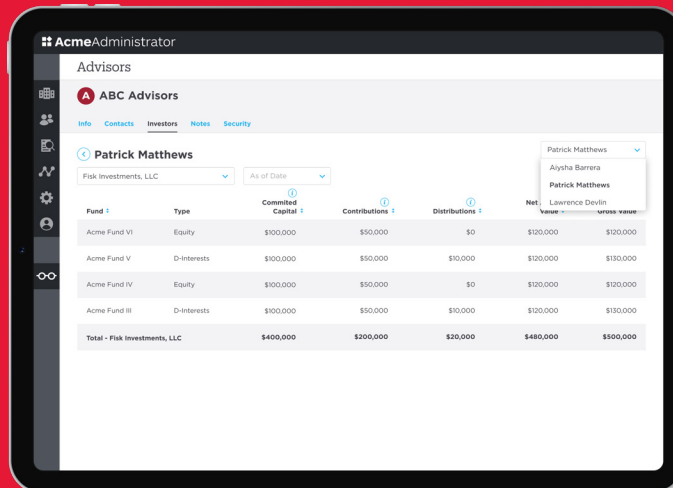 AcmeAdministrator
Advisors
A ABC Advisors
Info Contacts Investors Notes Security
Patrick Matthews
Patrick Matthews
Aiysha Barrera
Patrick Matthews
Lawrence Devlin
Fisk Investments, LLC As of Date
Fund Type Commited Capital Contributions Distributions Net Value Gross Value
Acme Fund VI Equity $100,000 $50,000 $0 $120,000 $120,000
Acme Fund V D-Interests $100,000 $50,000 $10,000 $120,000 $130,000
Acme Fund IV Equity $100,000 $50,000 $0 $120,000 $120,000
Acme Fund III D-Interests $100,000 $50,000 $10,000 $120,000 $130,000
Total - Fisk Investments, LLC $400,000 $200,000 $20,000 $480,000 $500,000